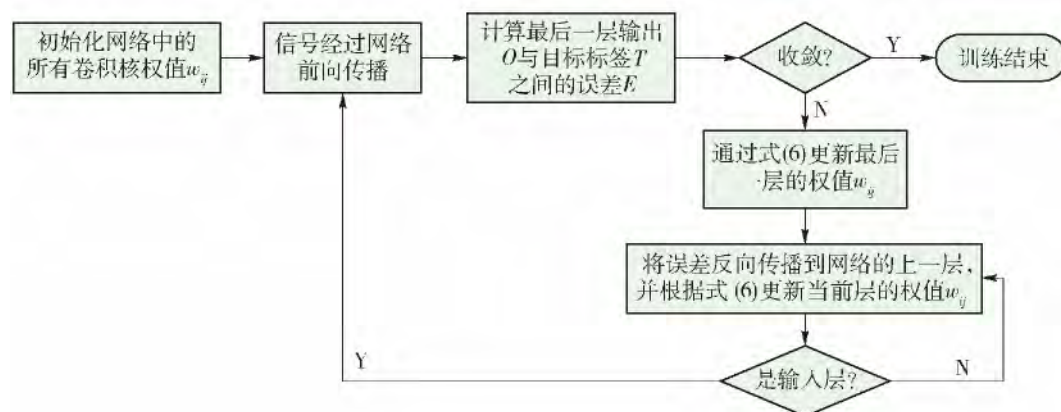 初始化网络中的
所有卷积核权值w_ij
信号经过网络
前向传播
计算最后一层输出
O与目标标签T
之间的误差E
收敛?
Y
训练结束
N
通过式(6)更新最后
一层的权值w_ij
将误差反向传播到网络的上一层，
并根据式(6)更新当前层的权值w_ij
Y
是输入层?
N